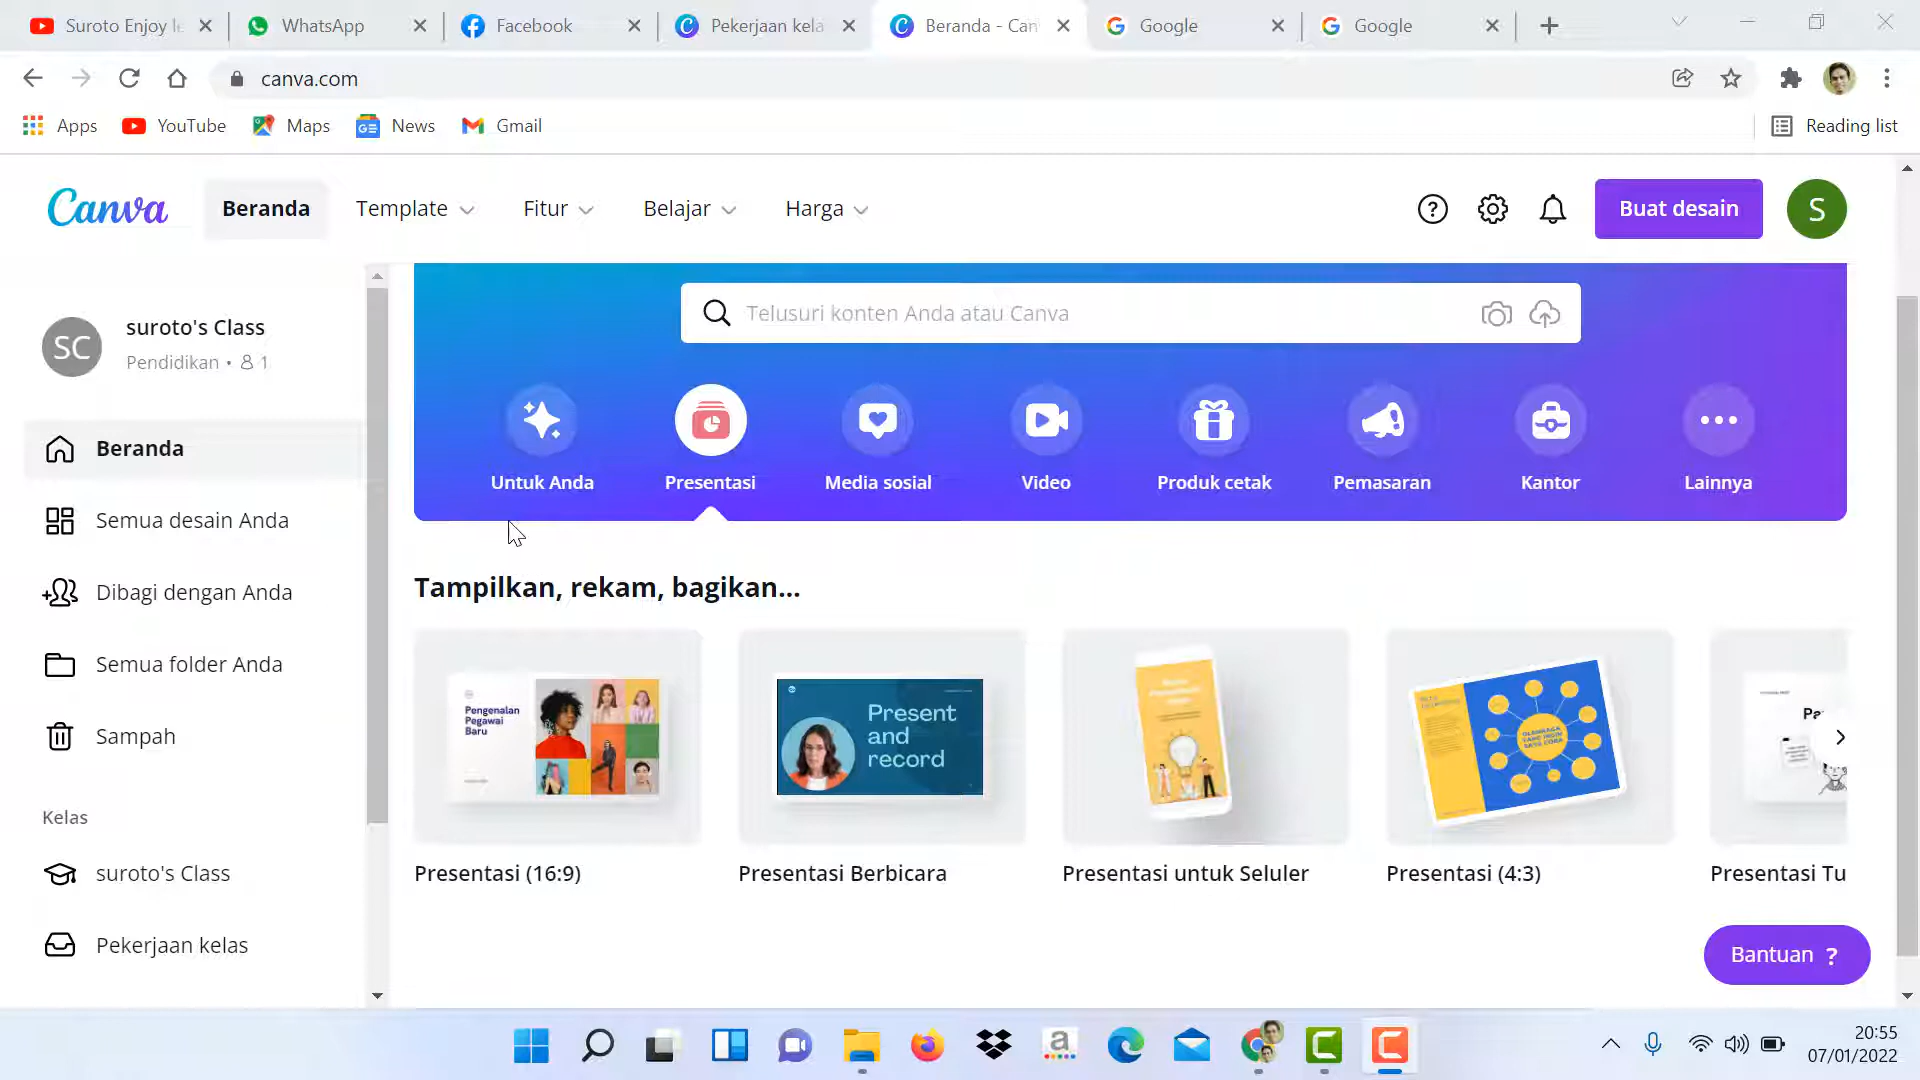 Suroto Enjoy le
WhatsApp
Facebook
Pekerjaan kela
Beranda - Can
Google
Google
canva.com
Apps
YouTube
Maps
News
Gmail
Reading list
Canva
Beranda
Template
Fitur
Belajar
Harga
Buat desain
S
SC
suroto's Class
Pendidikan • 1
Beranda
Semua desain Anda
Dibagi dengan Anda
Semua folder Anda
Sampah
Kelas
suroto's Class
Pekerjaan kelas
Telusuri konten Anda atau Canva
Untuk Anda
Presentasi
Media sosial
Video
Produk cetak
Pemasaran
Kantor
Lainnya
Tampilkan, rekam, bagikan...
Pengenalan
Pegawai
Baru
Present
and
record
Presentasi (16:9)
Presentasi Berbicara
Presentasi untuk Seluler
Presentasi (4:3)
Presentasi Tu
Bantuan ?
20:55
07/01/2022